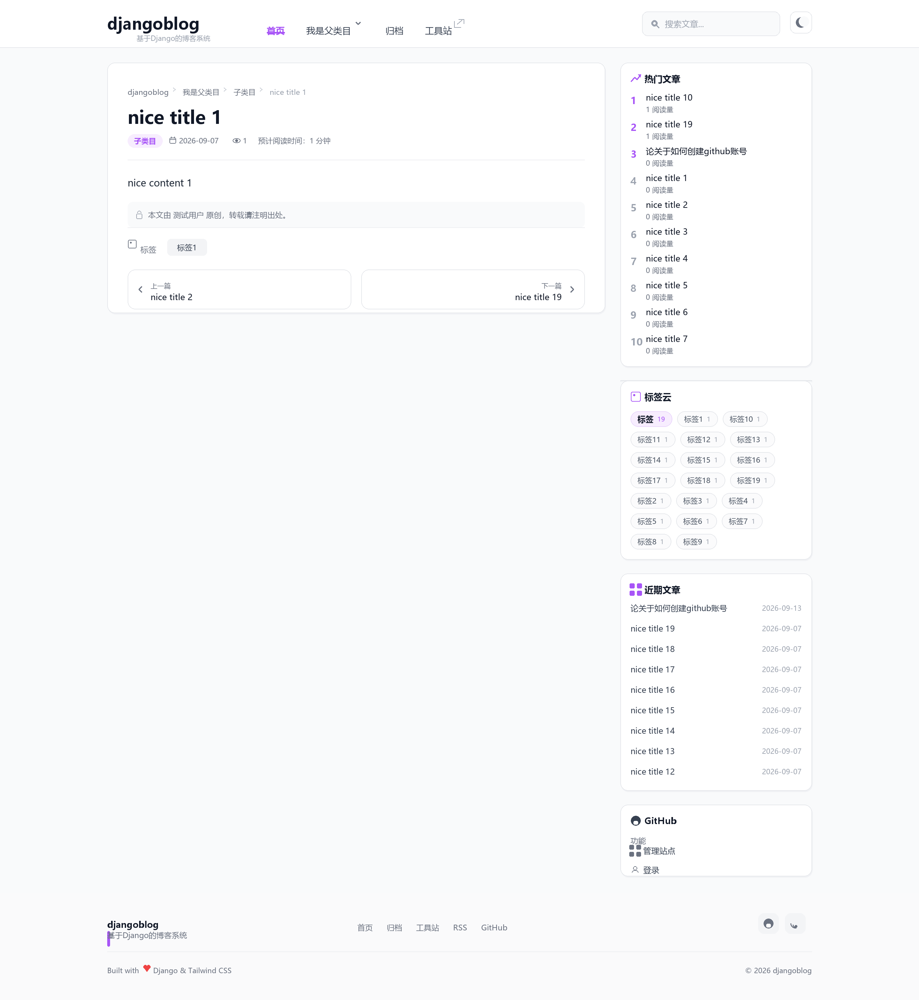 djangoblog
基于Django的博客系统
首页 我是父类目 归档 工具站
搜索文章...
djangoblog 我是父类目 子类目 nice title 1
nice title 1
子类目 2026-09-07 1 预计阅读时间：1 分钟
nice content 1
本文由 测试用户 原创，转载请注明出处。
标签 标签1
上一篇
nice title 2
下一篇
nice title 19
热门文章
1 nice title 10
1 阅读量
2 nice title 19
1 阅读量
3 论关于如何创建github账号
0 阅读量
4 nice title 1
0 阅读量
5 nice title 2
0 阅读量
6 nice title 3
0 阅读量
7 nice title 4
0 阅读量
8 nice title 5
0 阅读量
9 nice title 6
0 阅读量
10 nice title 7
0 阅读量
标签云
标签 19 标签1 1 标签10 1
标签11 1 标签12 1 标签13 1
标签14 1 标签15 1 标签16 1
标签17 1 标签18 1 标签19 1
标签2 1 标签3 1 标签4 1
标签5 1 标签6 1 标签7 1
标签8 1 标签9 1
近期文章
论关于如何创建github账号 2026-09-13
nice title 19 2026-09-07
nice title 18 2026-09-07
nice title 17 2026-09-07
nice title 16 2026-09-07
nice title 15 2026-09-07
nice title 14 2026-09-07
nice title 13 2026-09-07
nice title 12 2026-09-07
GitHub
功能
管理站点
登录
djangoblog
基于Django的博客系统
首页 归档 工具站 RSS GitHub
Built with Django & Tailwind CSS
© 2026 djangoblog